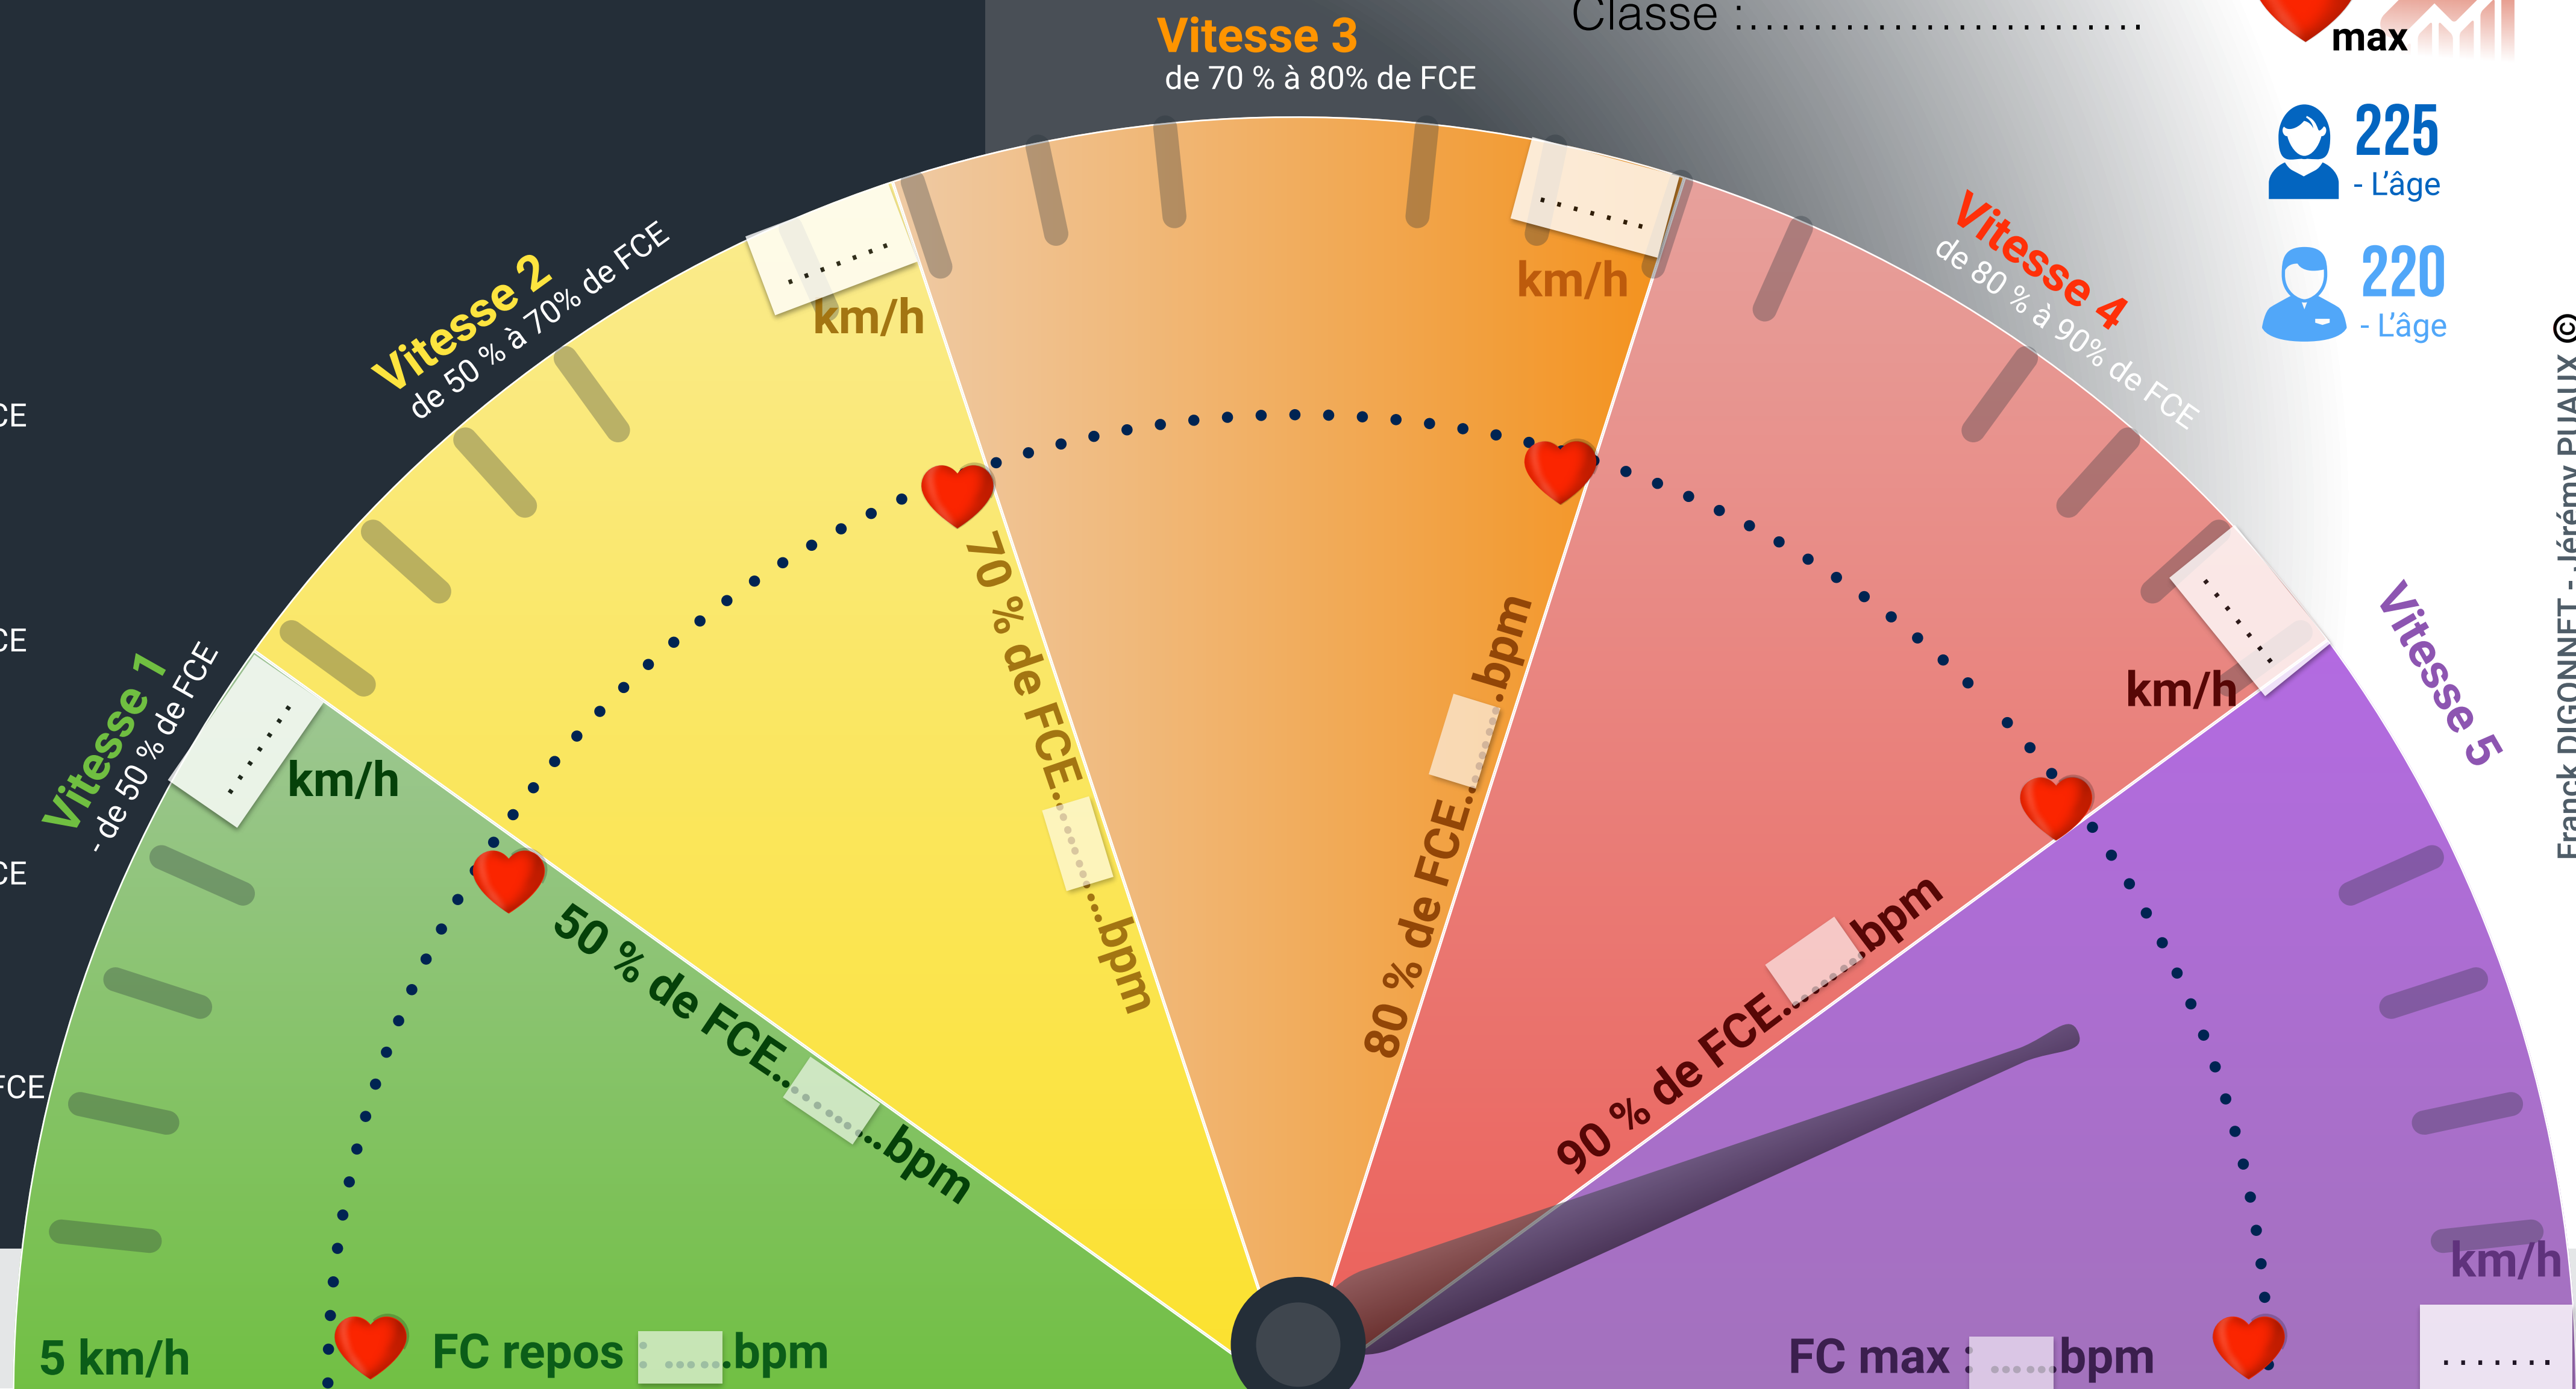 Classe :.........................
max
Vitesse 3
de 70 % à 80% de FCE
225
- L’âge
220
- L’âge
Vitesse 2
de 50 % à 70% de FCE
Vitesse 4
de 80 % à 90% de FCE
.......
km/h
.......
km/h
Franck DIGONNET - Jérémy PUAUX ©
CE
CE
CE
FCE
Vitesse 1
- de 50 % de FCE
.......
km/h
Vitesse 5
.......
km/h
50 % de FCE...........bpm
70 % de FCE...........bpm
80 % de FCE...........bpm
90 % de FCE...........bpm
km/h
5 km/h
FC repos : ......bpm
FC max : ......bpm
.......